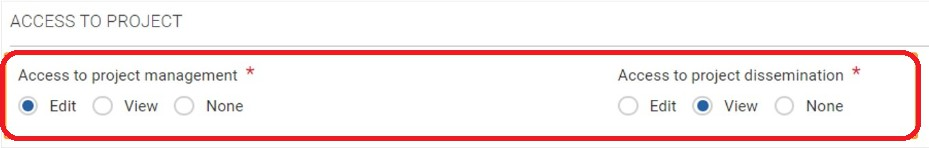 ACCESS TO PROJECT
Access to project management * Access to project dissemination *
Edit View None Edit View None